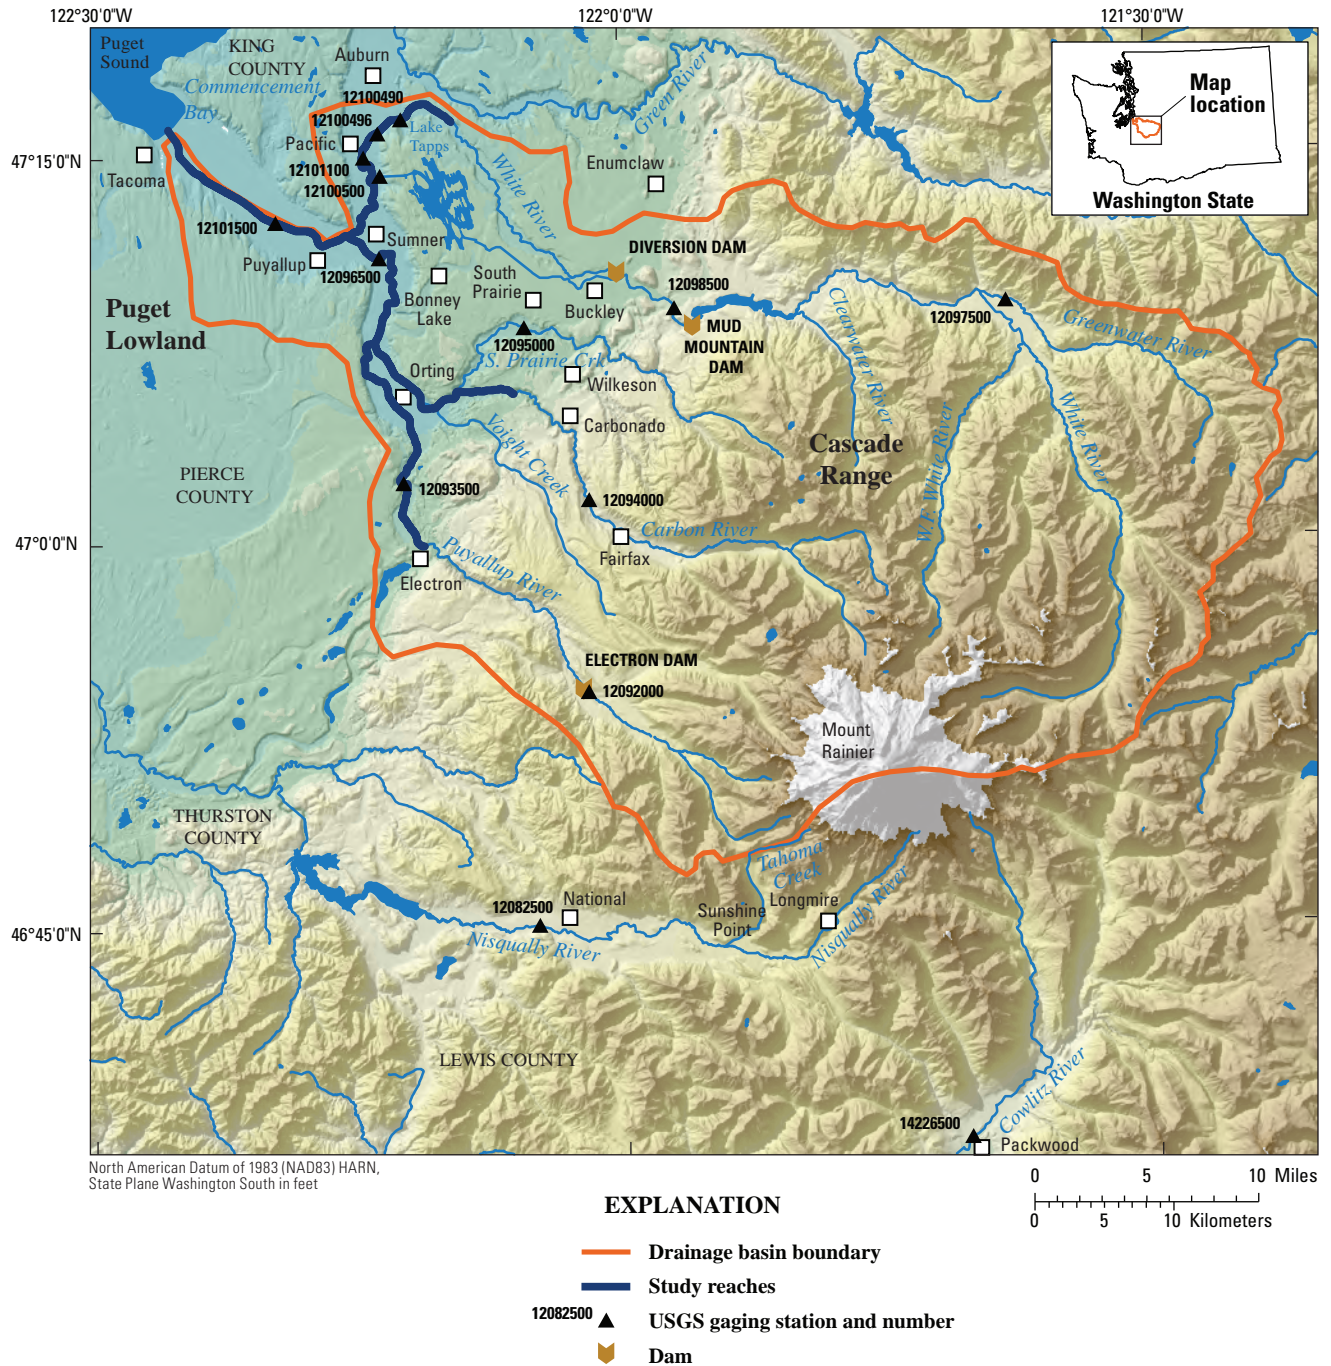 122°30'0"W
122°0'0"W
121°30'0"W
Puget
Sound
KING
COUNTY
Auburn
Commencement
Bay
12100490
12100496
Lake
Tapps
Pacific
12101100
12100500
Green River
Map
location
Washington State
47°15'0"N
Tacoma
White River
Enumclaw
12101500
Sumner
Puyallup
12096500
DIVERSION DAM
South
Prairie
Bonney
Lake
Buckley
12098500
Clearwater River
12097500
Greenwater River
Puget
Lowland
12095000
MUD
MOUNTAIN
DAM
S. Prairie Crk
Orting
Wilkeson
Carbonado
Voight Creek
Cascade
Range
W.F. White River
White River
PIERCE
COUNTY
12093500
12094000
Carbon River
47°0'0"N
Fairfax
Electron
Puyallup River
ELECTRON DAM
12092000
Mount
Rainier
THURSTON
COUNTY
Tahoma
Creek
National
Longmire
12082500
Sunshine
Point
46°45'0"N
Nisqually River
Nisqually River
LEWIS COUNTY
Cowlitz River
14226500
Packwood
North American Datum of 1983 (NAD83) HARN,
State Plane Washington South in feet
0 5 10 Miles
0 5 10 Kilometers
EXPLANATION
Drainage basin boundary
Study reaches
12082500 USGS gaging station and number
Dam